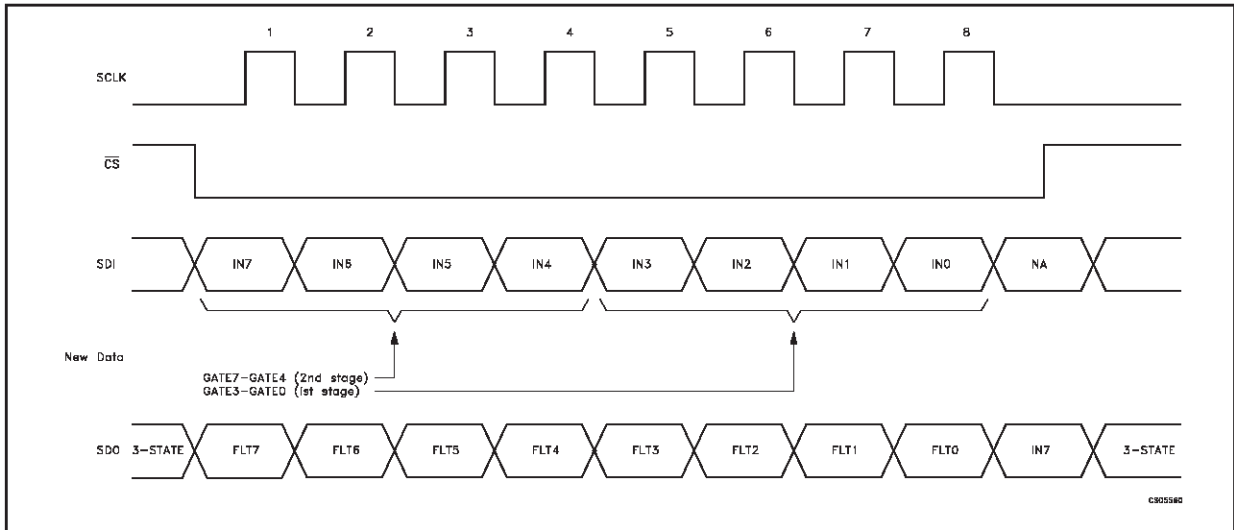 1 2 3 4 5 6 7 8
SCLK
CS
SDI IN7 IN6 IN5 IN4 IN3 IN2 IN1 IN0 NA
New Data
GATE7-GATE4 (2nd stage)
GATE3-GATE0 (1st stage)
SDO 3-STATE FLT7 FLT6 FLT5 FLT4 FLT3 FLT2 FLT1 FLT0 IN7 3-STATE
CS05560